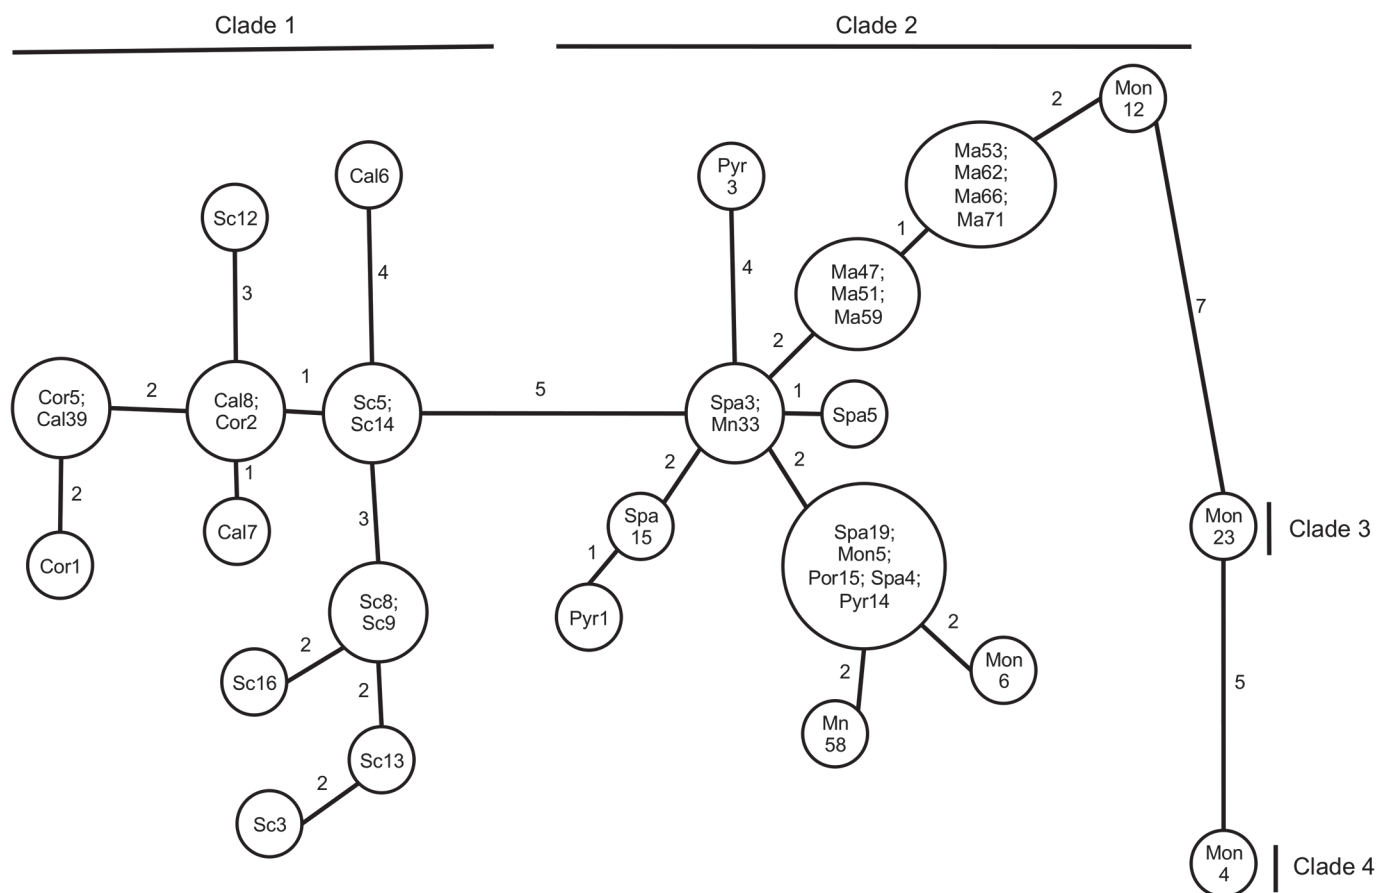 Clade 1
Clade 2
Mon
12
2
Ma53;
Ma62;
Ma66;
Ma71
Pyr
3
Cal6
Sc12
1
4
4
Ma47;
Ma51;
Ma59
3
7
2
Cor5;
Cal39
2
Cal8;
Cor2
1
Sc5;
Sc14
5
Spa3;
Mn33
1
Spa5
2
1
2
2
3
Cal7
Spa
15
Mon
23
Clade 3
Spa19;
Mon5;
Por15; Spa4;
Pyr14
1
Cor1
Sc8;
Sc9
Pyr1
2
2
Sc16
2
2
Mon
6
5
Mn
58
Sc13
2
Sc3
Mon
4
Clade 4